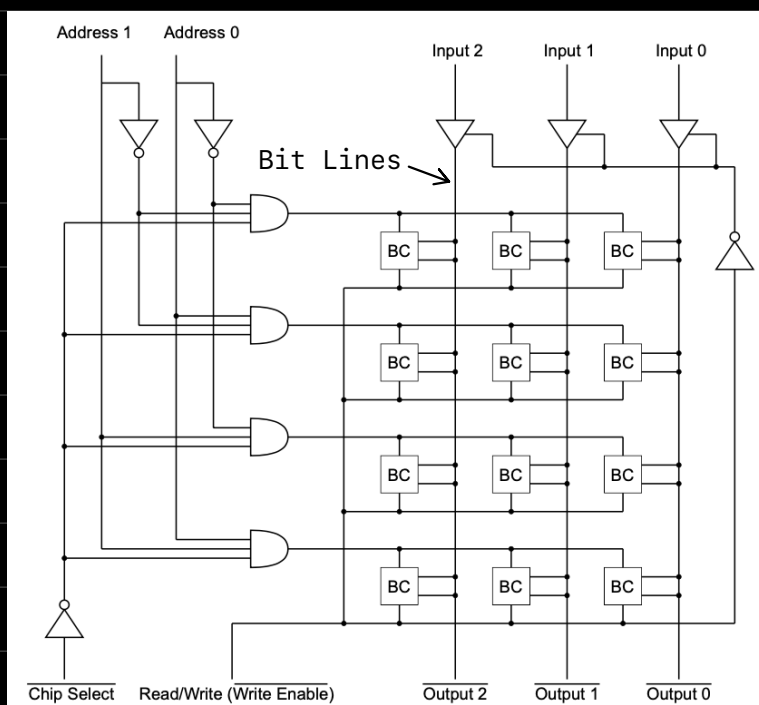 Address 1 Address 0
Input 2 Input 1 Input 0
Bit Lines
BC BC BC
BC BC BC
BC BC BC
BC BC BC
Chip Select Read/Write (Write Enable) Output 2 Output 1 Output 0